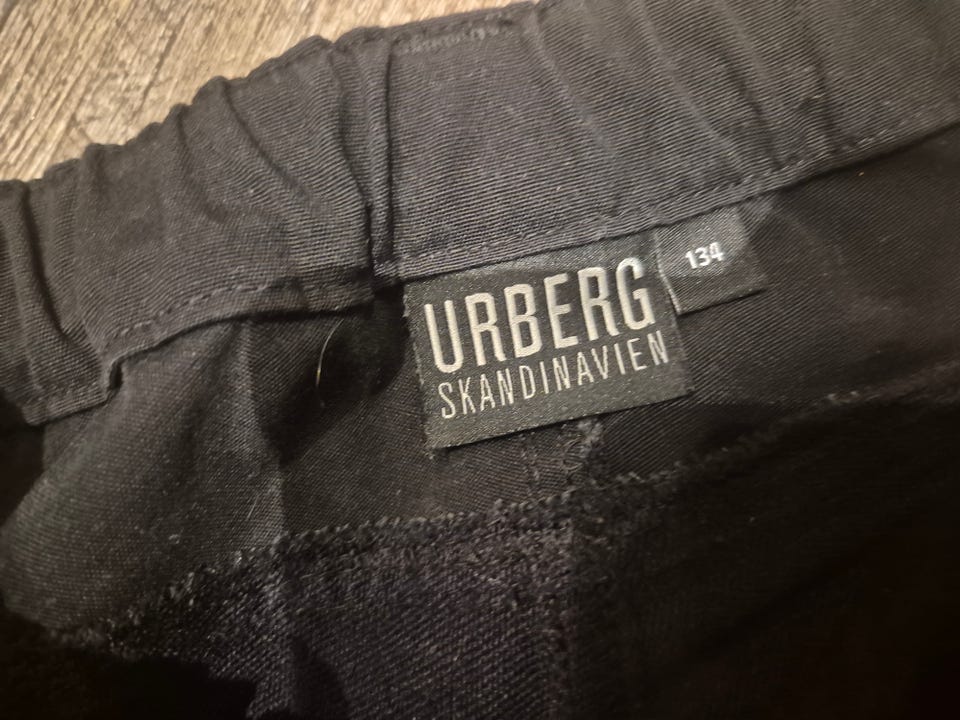 URBERG
SKANDINAVIEN
134